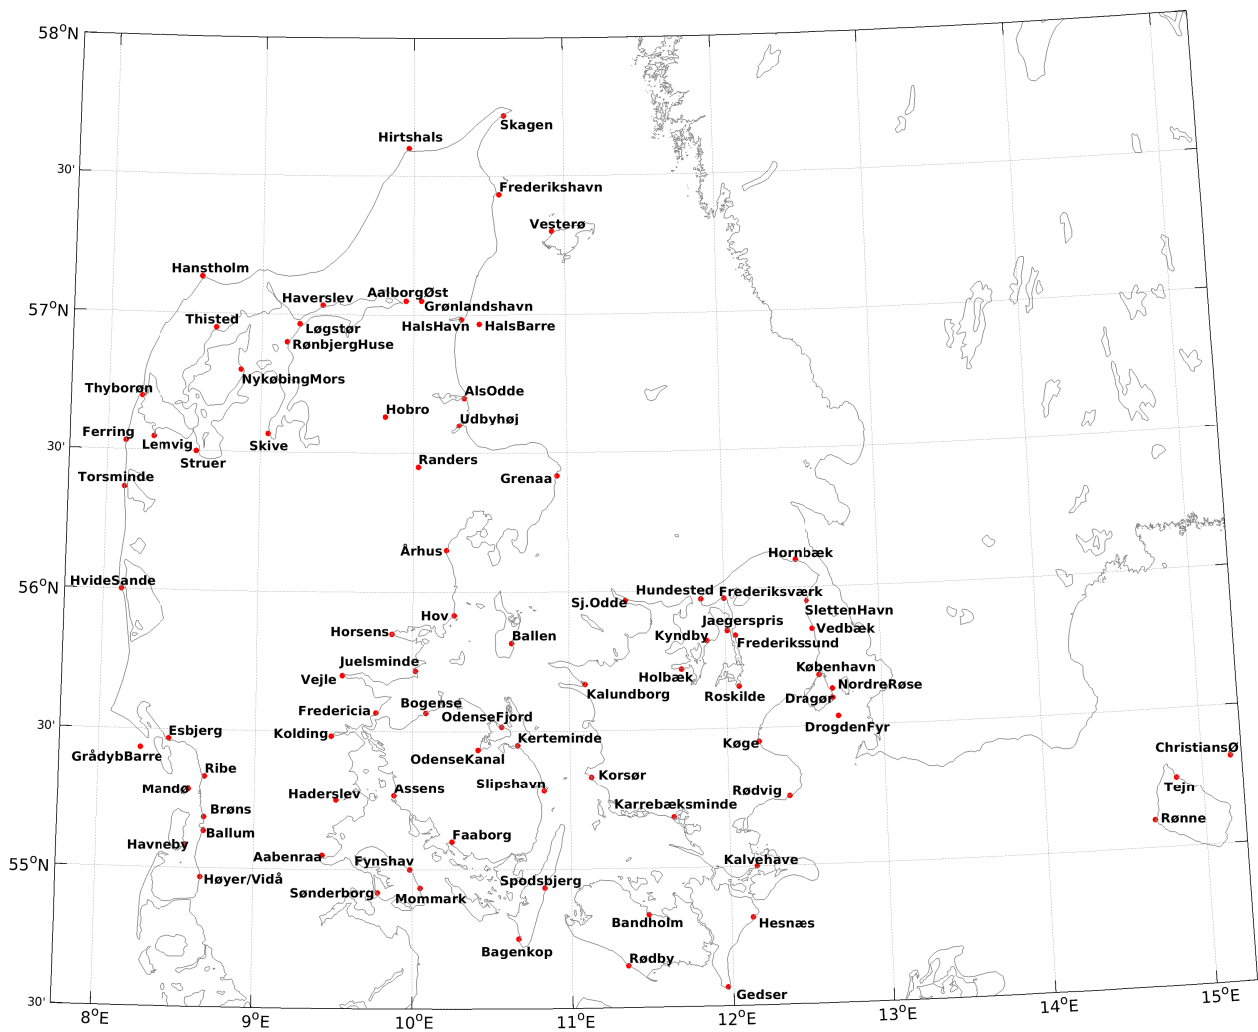 58°N
Skagen
Hirtshals
30'
Frederikshavn
Vesterø
Hanstholm
AalborgØst
Haverslev
Grønlandshavn
57°N
Thisted
HalsHavn
HalsBarre
Løgstør
RønbjergHuse
NykøbingMors
Thyborøn
AlsOdde
Hobro
Udbyhøj
Ferring
Lemvig
Skive
30'
Struer
Randers
Torsminde
Grenaa
Århus
Hornbæk
HvideSande
56°N
Hundested
Frederiksværk
Sj.Odde
SlettenHavn
Hov
Jaegerspris
Vedbæk
Horsens
Ballen
Kyndby
Frederikssund
Juelsminde
København
Vejle
Holbæk
NordreRøse
Kalundborg
Roskilde
Dragør
Bogense
Fredericia
OdenseFjord
30'
DrogdenFyr
Esbjerg
Kolding
Kerteminde
Køge
ChristiansØ
GrådybBarre
OdenseKanal
Ribe
Korsør
Slipshavn
Mandø
Assens
Tejn
Haderslev
Rødvig
Karrebæksminde
Brøns
Rønne
Ballum
Faaborg
Havneby
Aabenraa
Kalvehave
Fynshav
55°N
Høyer/Vidå
Spodsbjerg
Sønderborg
Mommark
Bandholm
Hesnæs
Bagenkop
Rødby
Gedser
30'
8°E
9°E
10°E
11°E
12°E
13°E
14°E
15°E